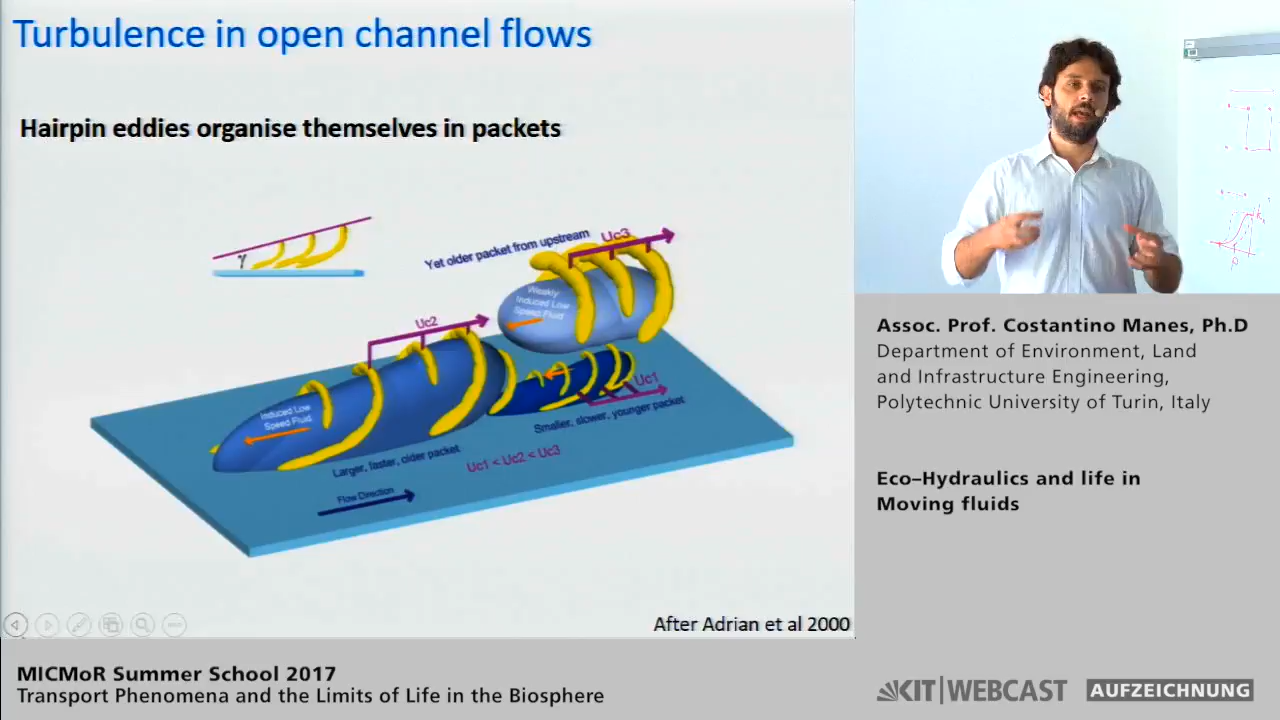 Turbulence in open channel flows
Hairpin eddies organise themselves in packets
γ
Yet older packet from upstream
Uc3
Weakly
Induced Low
Speed Fluid
Uc2
Uc1
Induced Low
Speed Fluid
Smaller, slower, younger packet
Larger, faster, older packet
Uc1 < Uc2 < Uc3
Flow Direction
After Adrian et al 2000
Assoc. Prof. Costantino Manes, Ph.D
Department of Environment, Land
and Infrastructure Engineering,
Polytechnic University of Turin, Italy
Eco–Hydraulics and life in
Moving fluids
MICMoR Summer School 2017
Transport Phenomena and the Limits of Life in the Biosphere
KIT|WEBCAST
AUFZEICHNUNG